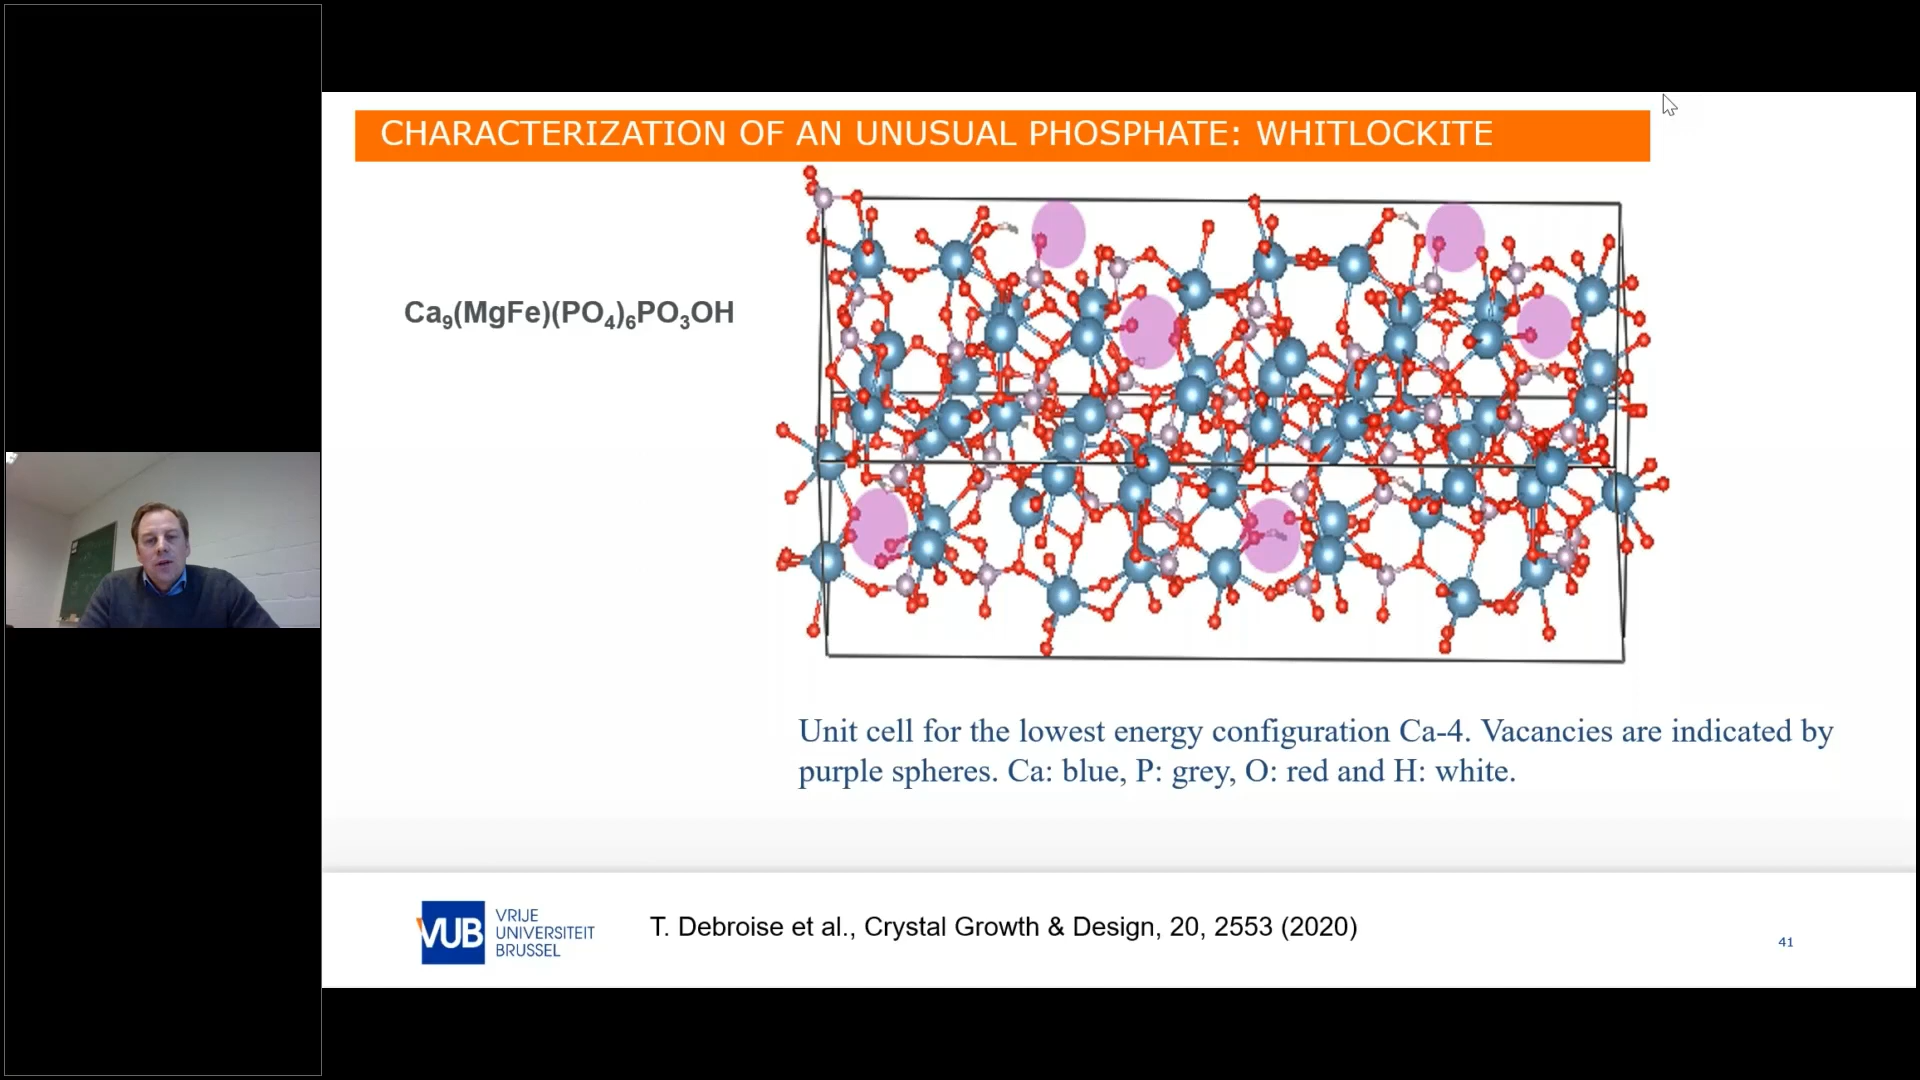 CHARACTERIZATION OF AN UNUSUAL PHOSPHATE: WHITLOCKITE
Ca₉(MgFe)(PO₄)₆PO₃OH
Unit cell for the lowest energy configuration Ca-4. Vacancies are indicated by
purple spheres. Ca: blue, P: grey, O: red and H: white.
VUB
VRIJE
UNIVERSITEIT
BRUSSEL
T. Debroise et al., Crystal Growth & Design, 20, 2553 (2020)
41